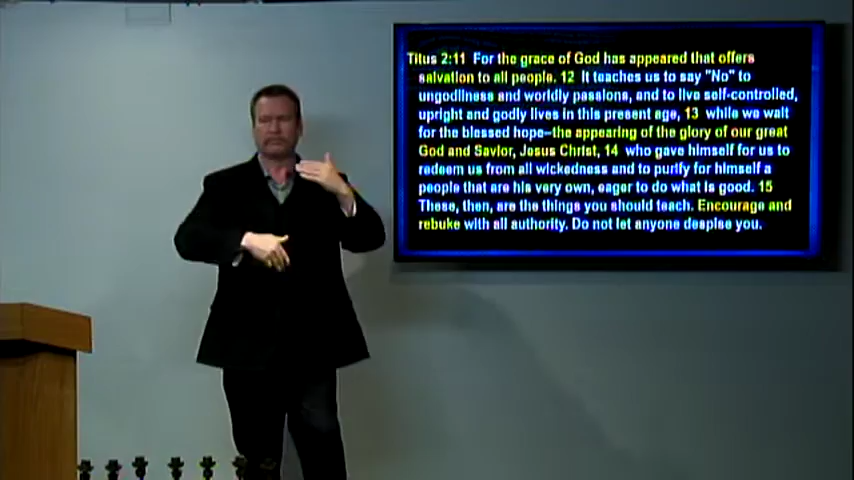 Titus 2:11 For the grace of God has appeared that offers
salvation to all people. 12 It teaches us to say "No" to
ungodliness and worldly passions, and to live self-controlled,
upright and godly lives in this present age, 13 while we wait
for the blessed hope–the appearing of the glory of our great
God and Savior, Jesus Christ, 14 who gave himself for us to
redeem us from all wickedness and to purify for himself a
people that are his very own, eager to do what is good. 15
These, then, are the things you should teach. Encourage and
rebuke with all authority. Do not let anyone despise you.